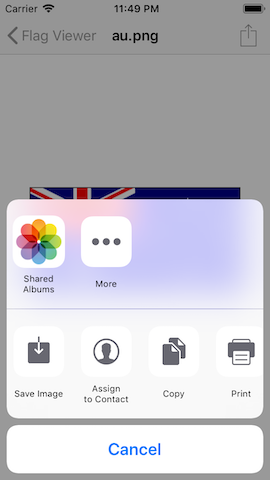 Carrier 11:49 PM
Flag Viewer au.png
Shared
Albums
More
Save Image
Assign
to Contact
Copy
Print
Cancel